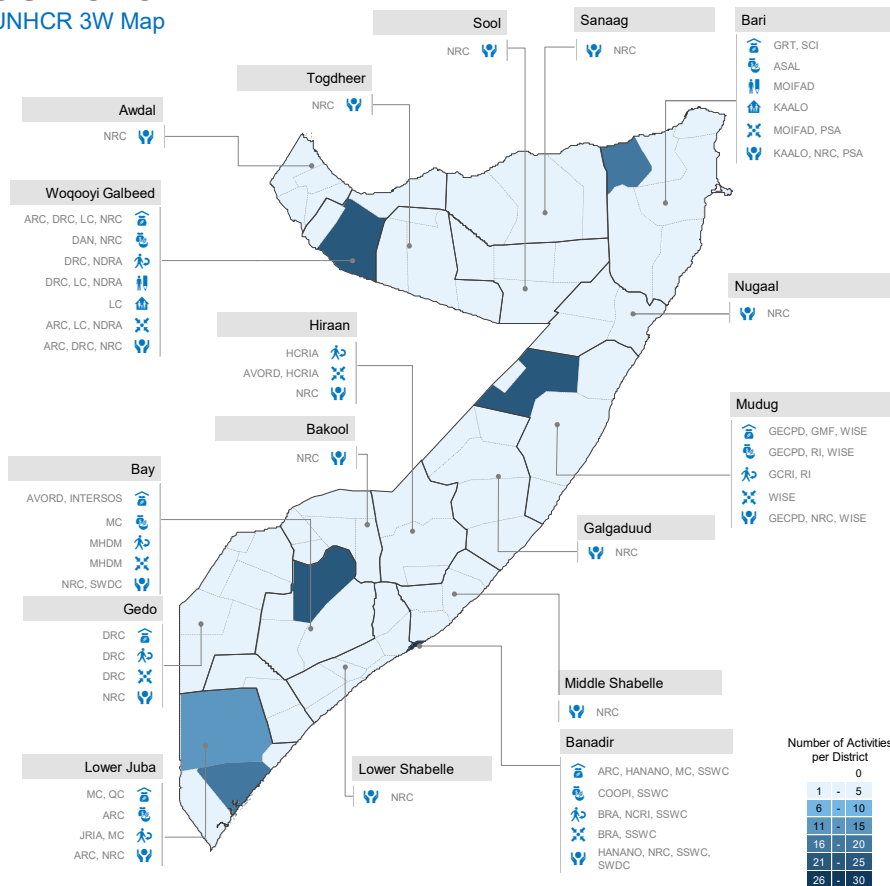 UNHCR 3W Map
Sool
NRC
Sanaag
NRC
Bari
GRT, SCI
ASAL
MOIFAD
KAALO
MOIFAD, PSA
KAALO, NRC, PSA
Togdheer
NRC
Awdal
NRC
Woqooyi Galbeed
ARC, DRC, LC, NRC
DAN, NRC
DRC, NDRA
DRC, LC, NDRA
LC
ARC, LC, NDRA
ARC, DRC, NRC
Nugaal
NRC
Hiraan
HCRIA
AVORD, HCRIA
NRC
Mudug
GECPD, GMF, WISE
GECPD, RI, WISE
GCRI, RI
WISE
GECPD, NRC, WISE
Bakool
NRC
Bay
AVORD, INTERSOS
MC
MHDM
MHDM
NRC, SWDC
Galgaduud
NRC
Gedo
DRC
DRC
DRC
NRC
Middle Shabelle
NRC
Banadir
ARC, HANANO, MC, SSWC
COOPI, SSWC
BRA, NCRI, SSWC
BRA, SSWC
HANANO, NRC, SSWC,
SWDC
Lower Juba
MC, QC
ARC
JRIA, MC
ARC, NRC
Lower Shabelle
NRC
Number of Activities
per District
0
1 - 5
6 - 10
11 - 15
16 - 20
21 - 25
26 - 30